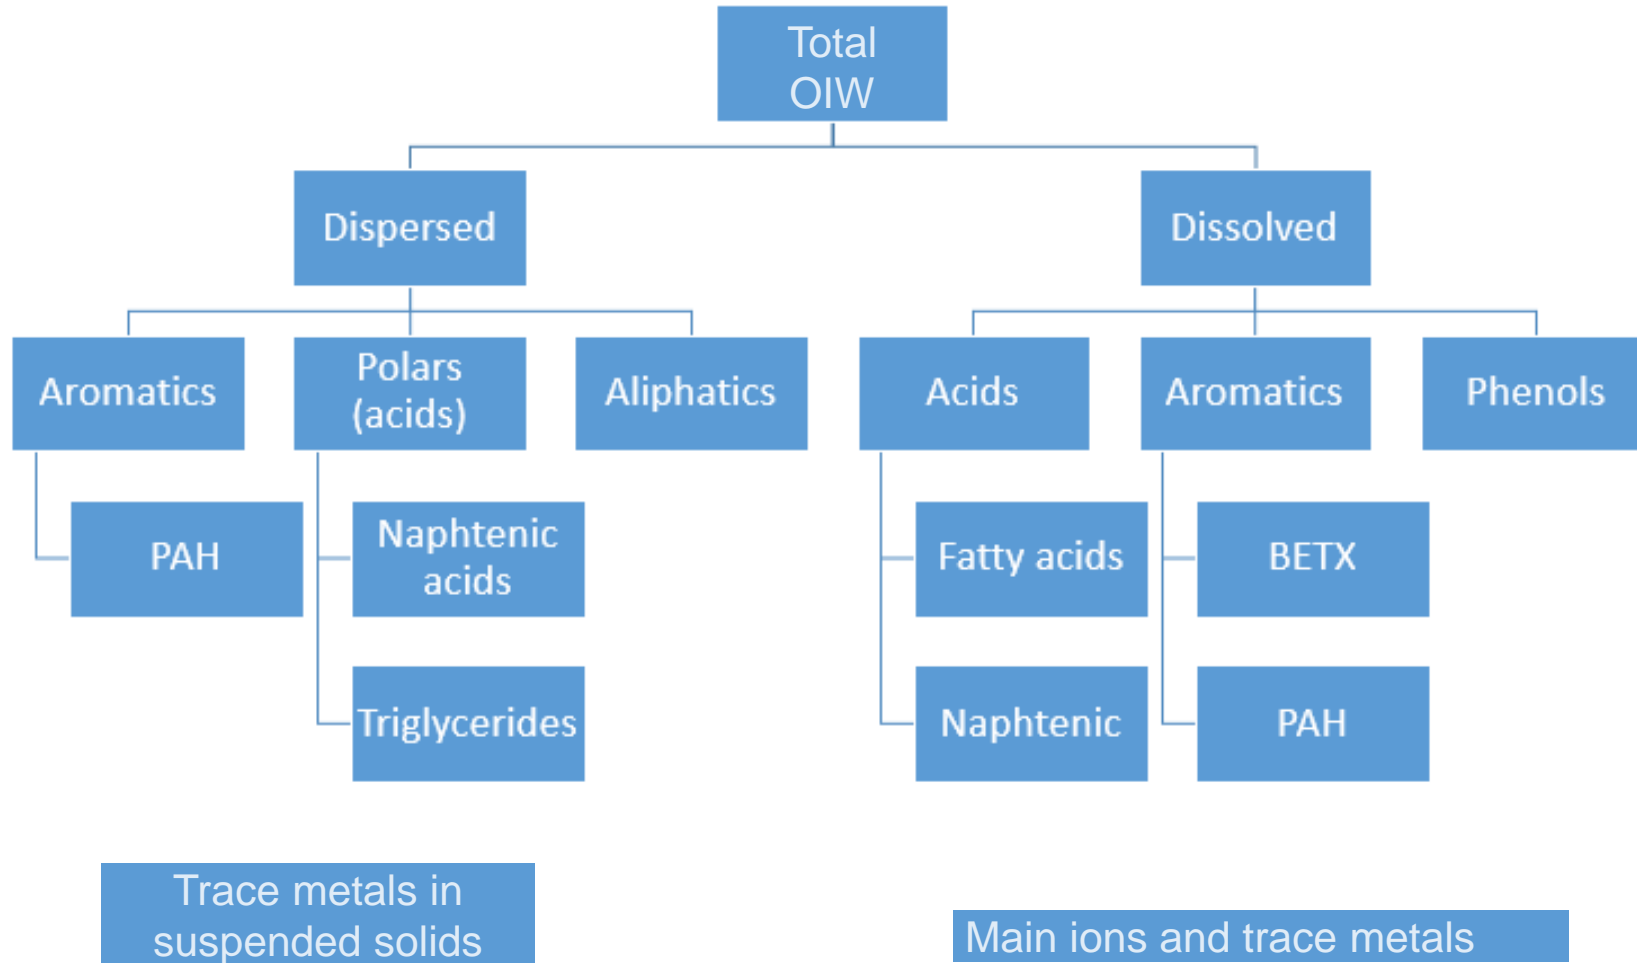 Total
OIW
Dispersed
Dissolved
Aromatics
Polars
(acids)
Aliphatics
Acids
Aromatics
Phenols
PAH
Naphtenic
acids
Fatty acids
BETX
Triglycerides
Naphtenic
PAH
Trace metals in
suspended solids
Main ions and trace metals